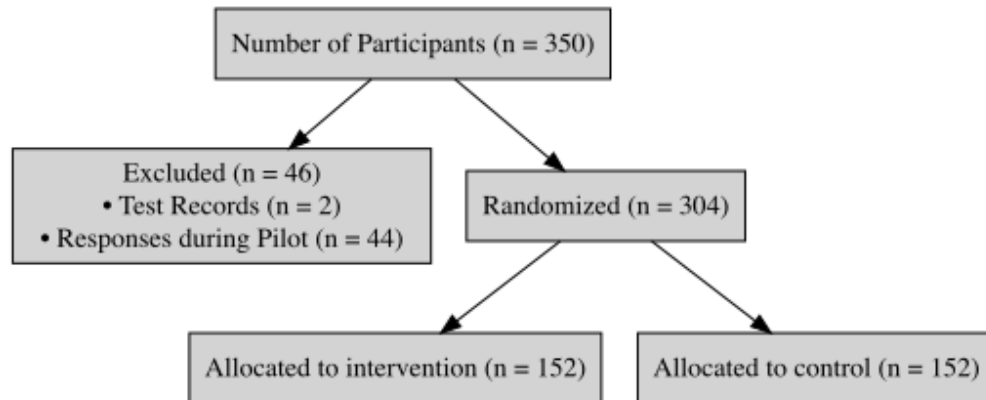 Number of Participants (n = 350)
Excluded (n = 46)
• Test Records (n = 2)
• Responses during Pilot (n = 44)
Randomized (n = 304)
Allocated to intervention (n = 152)
Allocated to control (n = 152)